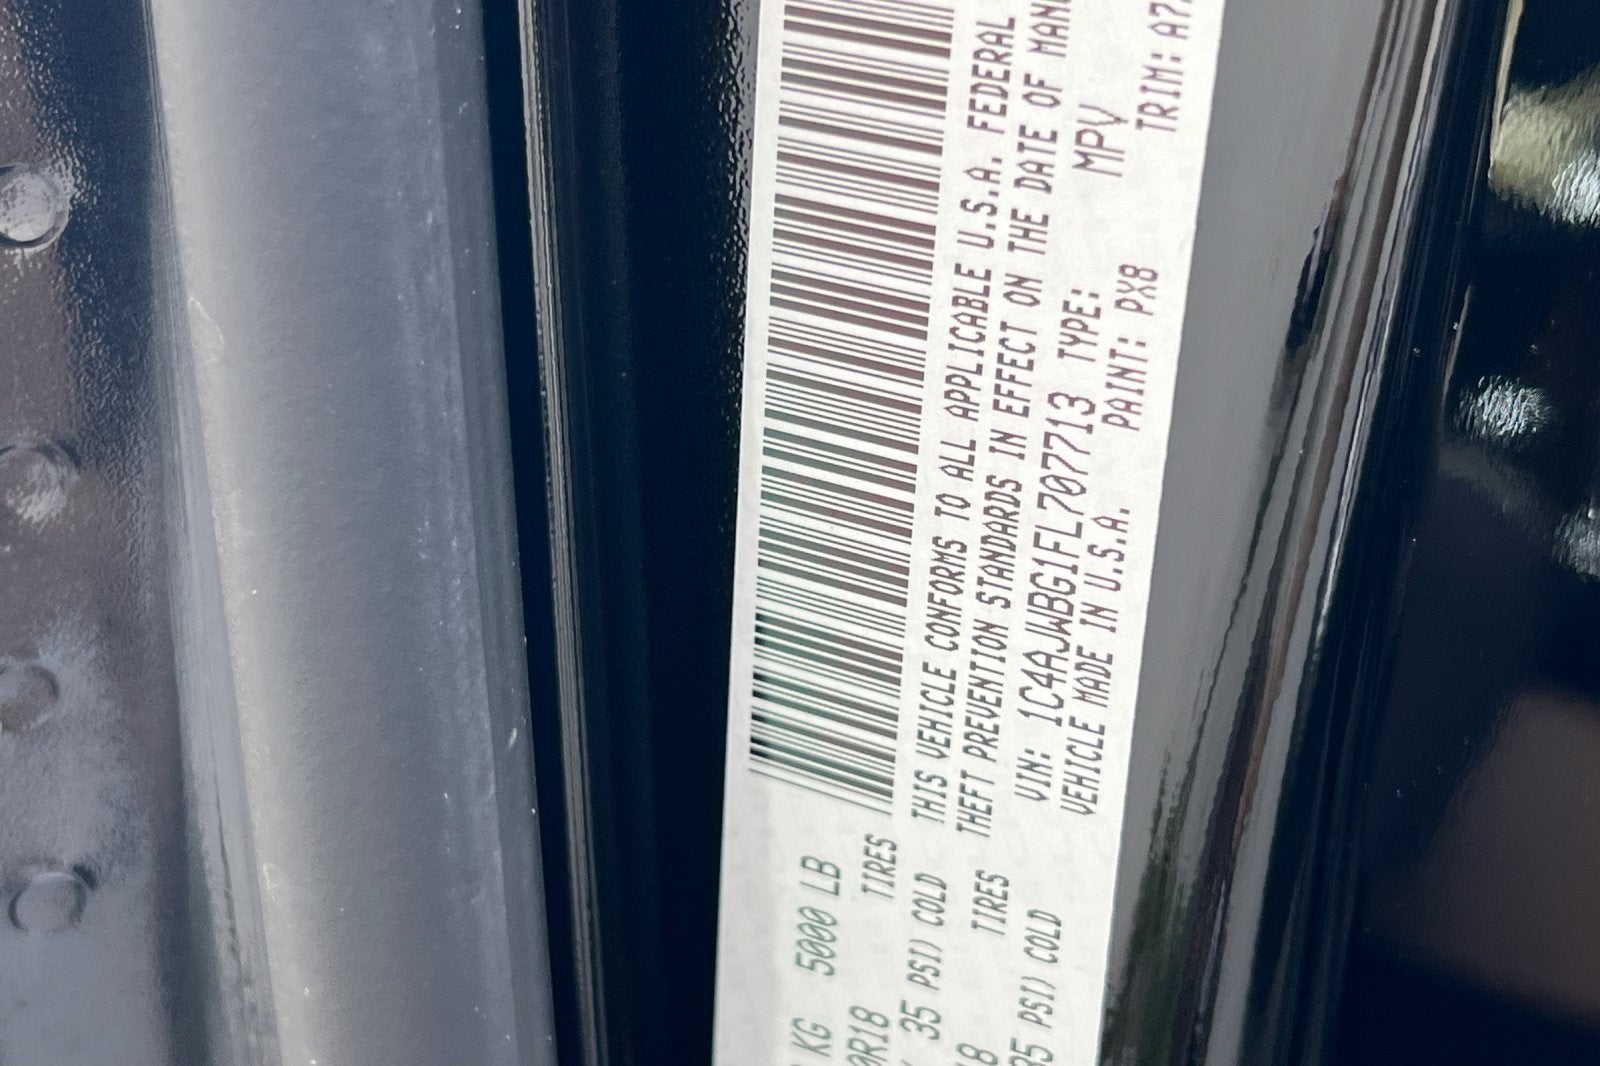 KG 5000 LB
R18 TIRES
35 PSI) COLD
TIRES
PSI) COLD
THIS VEHICLE CONFORMS TO ALL APPLICABLE U.S.A. FEDERAL
THEFT PREVENTION STANDARDS IN EFFECT ON THE DATE OF
VIN: 1C4AJWBG1FL707713 TYPE: MPV
VEHICLE MADE IN U.S.A. PAINT: PX8 TRIM: